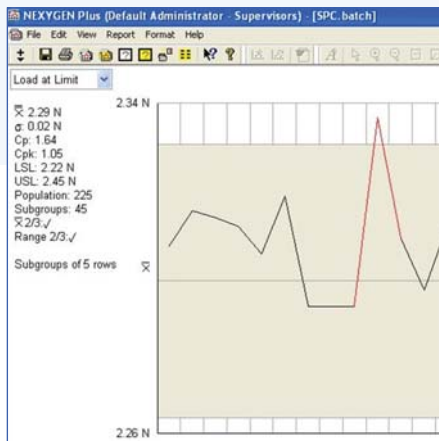 NEXYGEN Plus (Default Administrator - Supervisors) - [SPC.batch]
File Edit View Report Format Help
Load at Limit
2.34 N
X̿ 2.29 N
σ: 0.02 N
Cp: 1.64
Cpk: 1.05
LSL: 2.22 N
USL: 2.45 N
Population: 225
Subgroups: 45
X̅ 2/3:✓
Range 2/3:✓
Subgroups of 5 rows
X̿
2.26 N